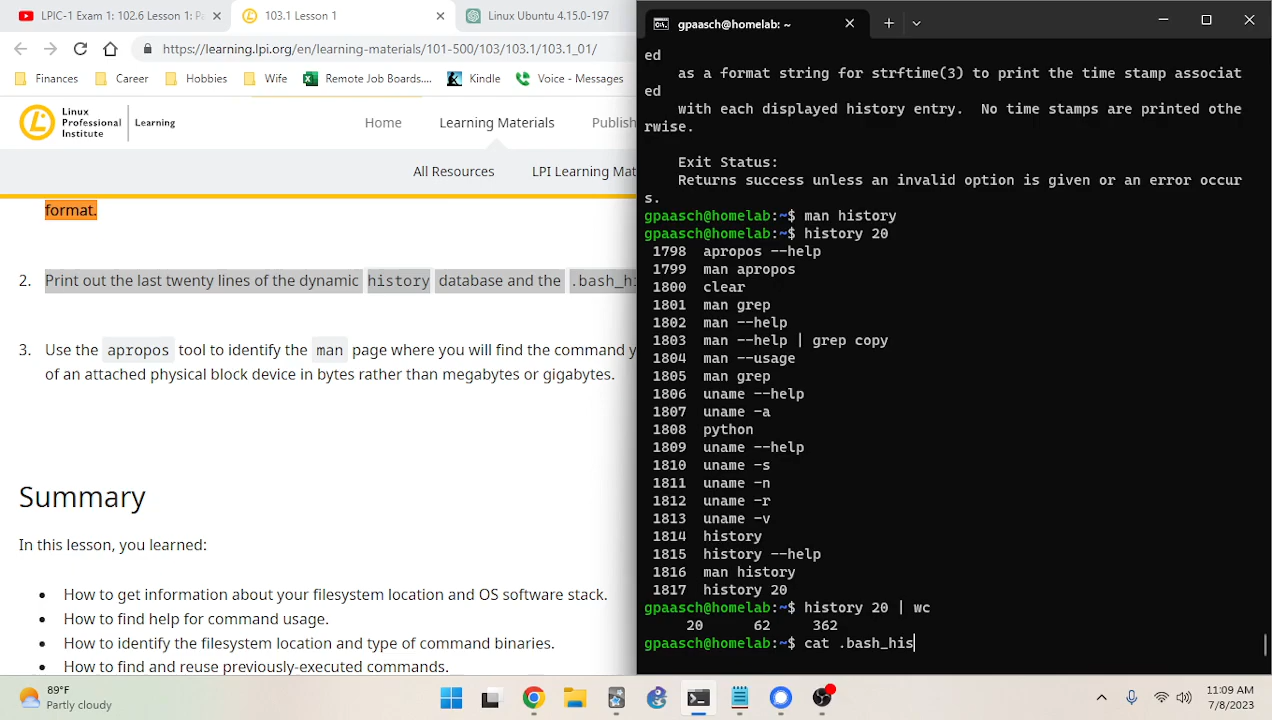 LPIC-1 Exam 1: 102.6 Lesson 1: Pa
103.1 Lesson 1
Linux Ubuntu 4.15.0-197
https://learning.lpi.org/en/learning-materials/101-500/103/103.1/103.1_01/
Finances
Career
Hobbies
Wife
Remote Job Boards....
Kindle
Voice - Messages
Linux
Professional
Institute
Learning
Home
Learning Materials
Publish
All Resources
LPI Learning Mat
format.
2. Print out the last twenty lines of the dynamic history database and the .bash_hi
3. Use the apropos tool to identify the man page where you will find the command y
of an attached physical block device in bytes rather than megabytes or gigabytes.
Summary
In this lesson, you learned:
• How to get information about your filesystem location and OS software stack.
• How to find help for command usage.
• How to identify the filesystem location and type of command binaries.
• How to find and reuse previously-executed commands.
gpaasch@homelab: ~
ed
as a format string for strftime(3) to print the time stamp associat
ed
with each displayed history entry.  No time stamps are printed othe
rwise.
Exit Status:
Returns success unless an invalid option is given or an error occur
s.
gpaasch@homelab:~$ man history
gpaasch@homelab:~$ history 20
1798  apropos --help
1799  man apropos
1800  clear
1801  man grep
1802  man --help
1803  man --help | grep copy
1804  man --usage
1805  man grep
1806  uname --help
1807  uname -a
1808  python
1809  uname --help
1810  uname -s
1811  uname -n
1812  uname -r
1813  uname -v
1814  history
1815  history --help
1816  man history
1817  history 20
gpaasch@homelab:~$ history 20 | wc
20      62     362
gpaasch@homelab:~$ cat .bash_his
89°F
Partly cloudy
11:09 AM
7/8/2023